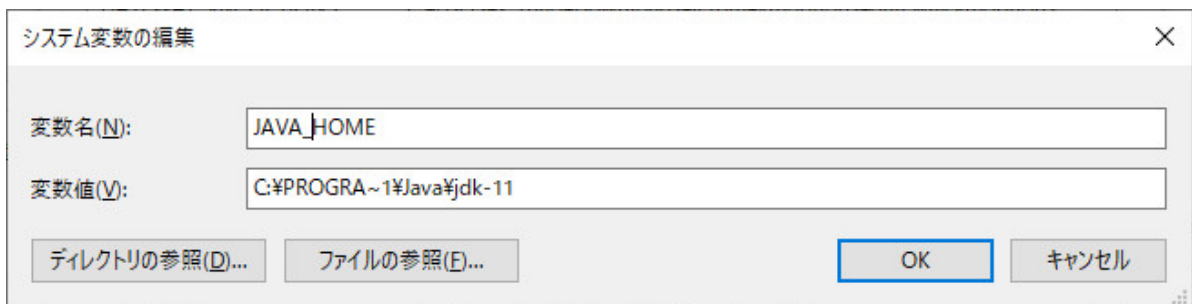 システム変数の編集
変数名(N): JAVA_HOME
変数値(V): C:¥PROGRA~1¥Java¥jdk-11
ディレクトリの参照(D)... ファイルの参照(F)... OK キャンセル